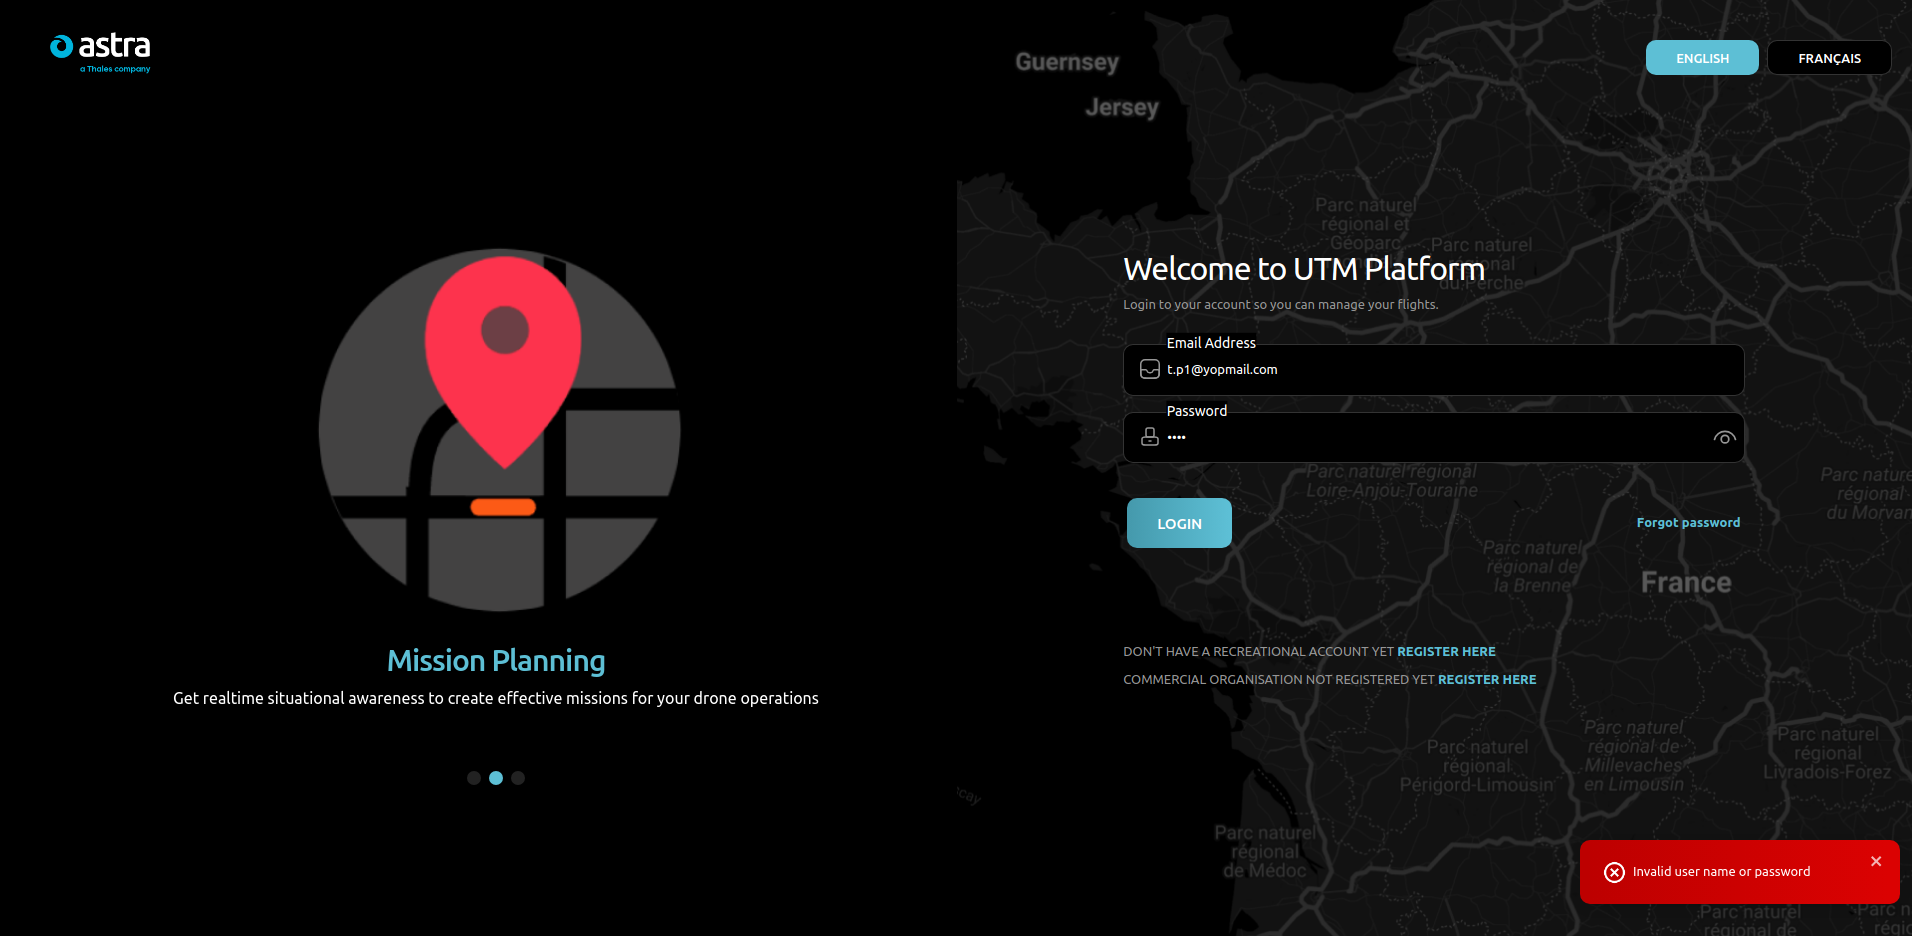 astra
a Thales company
ENGLISH
FRANÇAIS
Guernsey
Jersey
Parc naturel
régional et
Géoparc
Parc naturel
régional
du Perche
Welcome to UTM Platform
Login to your account so you can manage your flights.
Email Address
t.p1@yopmail.com
Password
••••
Parc naturel régional
Loire-Anjou-Touraine
Parc nature
régional
du Morvan
LOGIN
Forgot password
Parc naturel
régional de
la Brenne
France
Mission Planning
Get realtime situational awareness to create effective missions for your drone operations
DON'T HAVE A RECREATIONAL ACCOUNT YET REGISTER HERE
COMMERCIAL ORGANISATION NOT REGISTERED YET REGISTER HERE
Parc naturel
régional
Périgord-Limousin
Parc naturel
régional de
Millevaches
en Limousin
Parc naturel
régional
Livradois-Forez
Parc naturel
régional
de Médoc
Invalid user name or password
Parc naturel
régional de
Parc n
régio